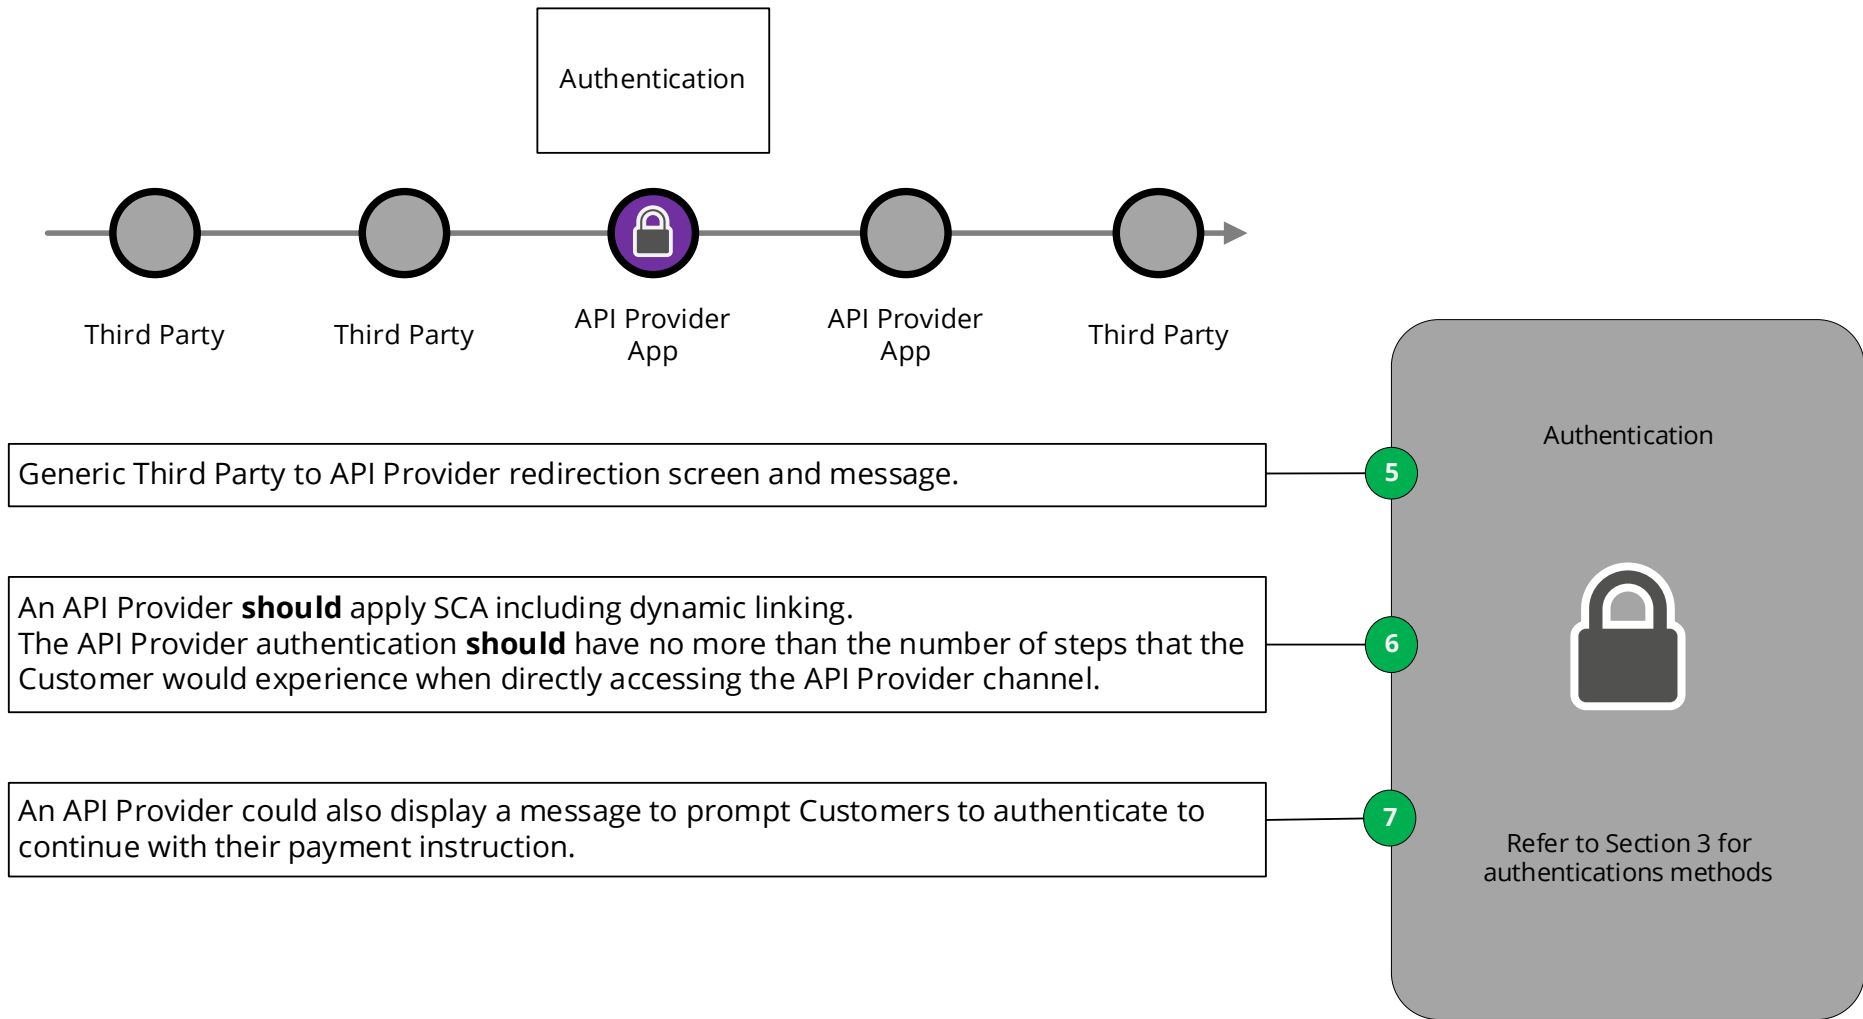 Authentication
Third Party
Third Party
API Provider
App
API Provider
App
Third Party
Generic Third Party to API Provider redirection screen and message.
5
An API Provider should apply SCA including dynamic linking.
The API Provider authentication should have no more than the number of steps that the
Customer would experience when directly accessing the API Provider channel.
6
An API Provider could also display a message to prompt Customers to authenticate to
continue with their payment instruction.
7
Authentication
Refer to Section 3 for
authentications methods